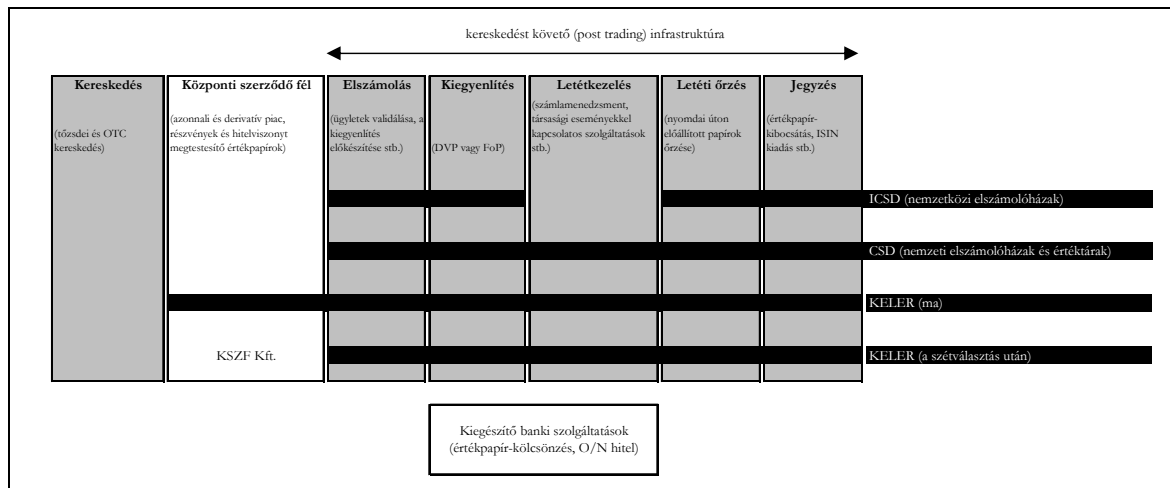 kereskedést követő (post trading) infrastruktúra
Kereskedés
(tőzsdei és OTC
kereskedés)
Központi szerződő fél
(azonnali és derivatív piac,
részvények és hitelviszonyt
megtestesítő értékpapírok)
Elszámolás
(ügyletek validálása, a
kiegyenlítés
előkészítése stb.)
Kiegyenlítés
(DVP vagy FoP)
Letétkezelés
(számlamenedzsment,
társasági eseményekkel
kapcsolatos szolgáltatások
stb.)
Letéti őrzés
(nyomdai úton
előállított papírok
őrzése)
Jegyzés
(értékpapír-
kibocsátás, ISIN
kiadás stb.)
ICSD (nemzetközi elszámolóházak)
CSD (nemzeti elszámolóházak és értéktárak)
KELER (ma)
KSZF Kft.
KELER (a szétválasztás után)
Kiegészítő banki szolgáltatások
(értékpapír-kölcsönzés, O/N hitel)